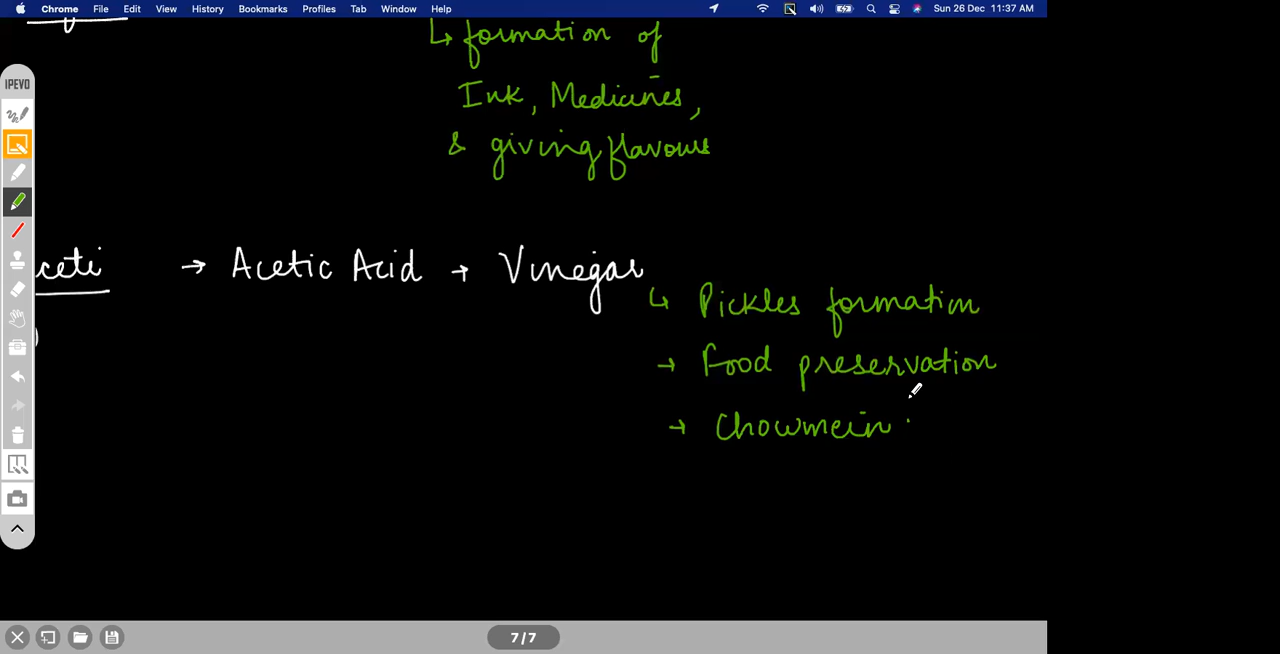 Chrome File Edit View History Bookmarks Profiles Tab Window Help Sun 26 Dec 11:37 AM
↳ formation of
IPEVO
Ink, Medicines,
& giving flavours
ceti → Acetic Acid → Vinegar
↳ Pickles formation
)
→ Food preservation
→ Chowmein .
7/7